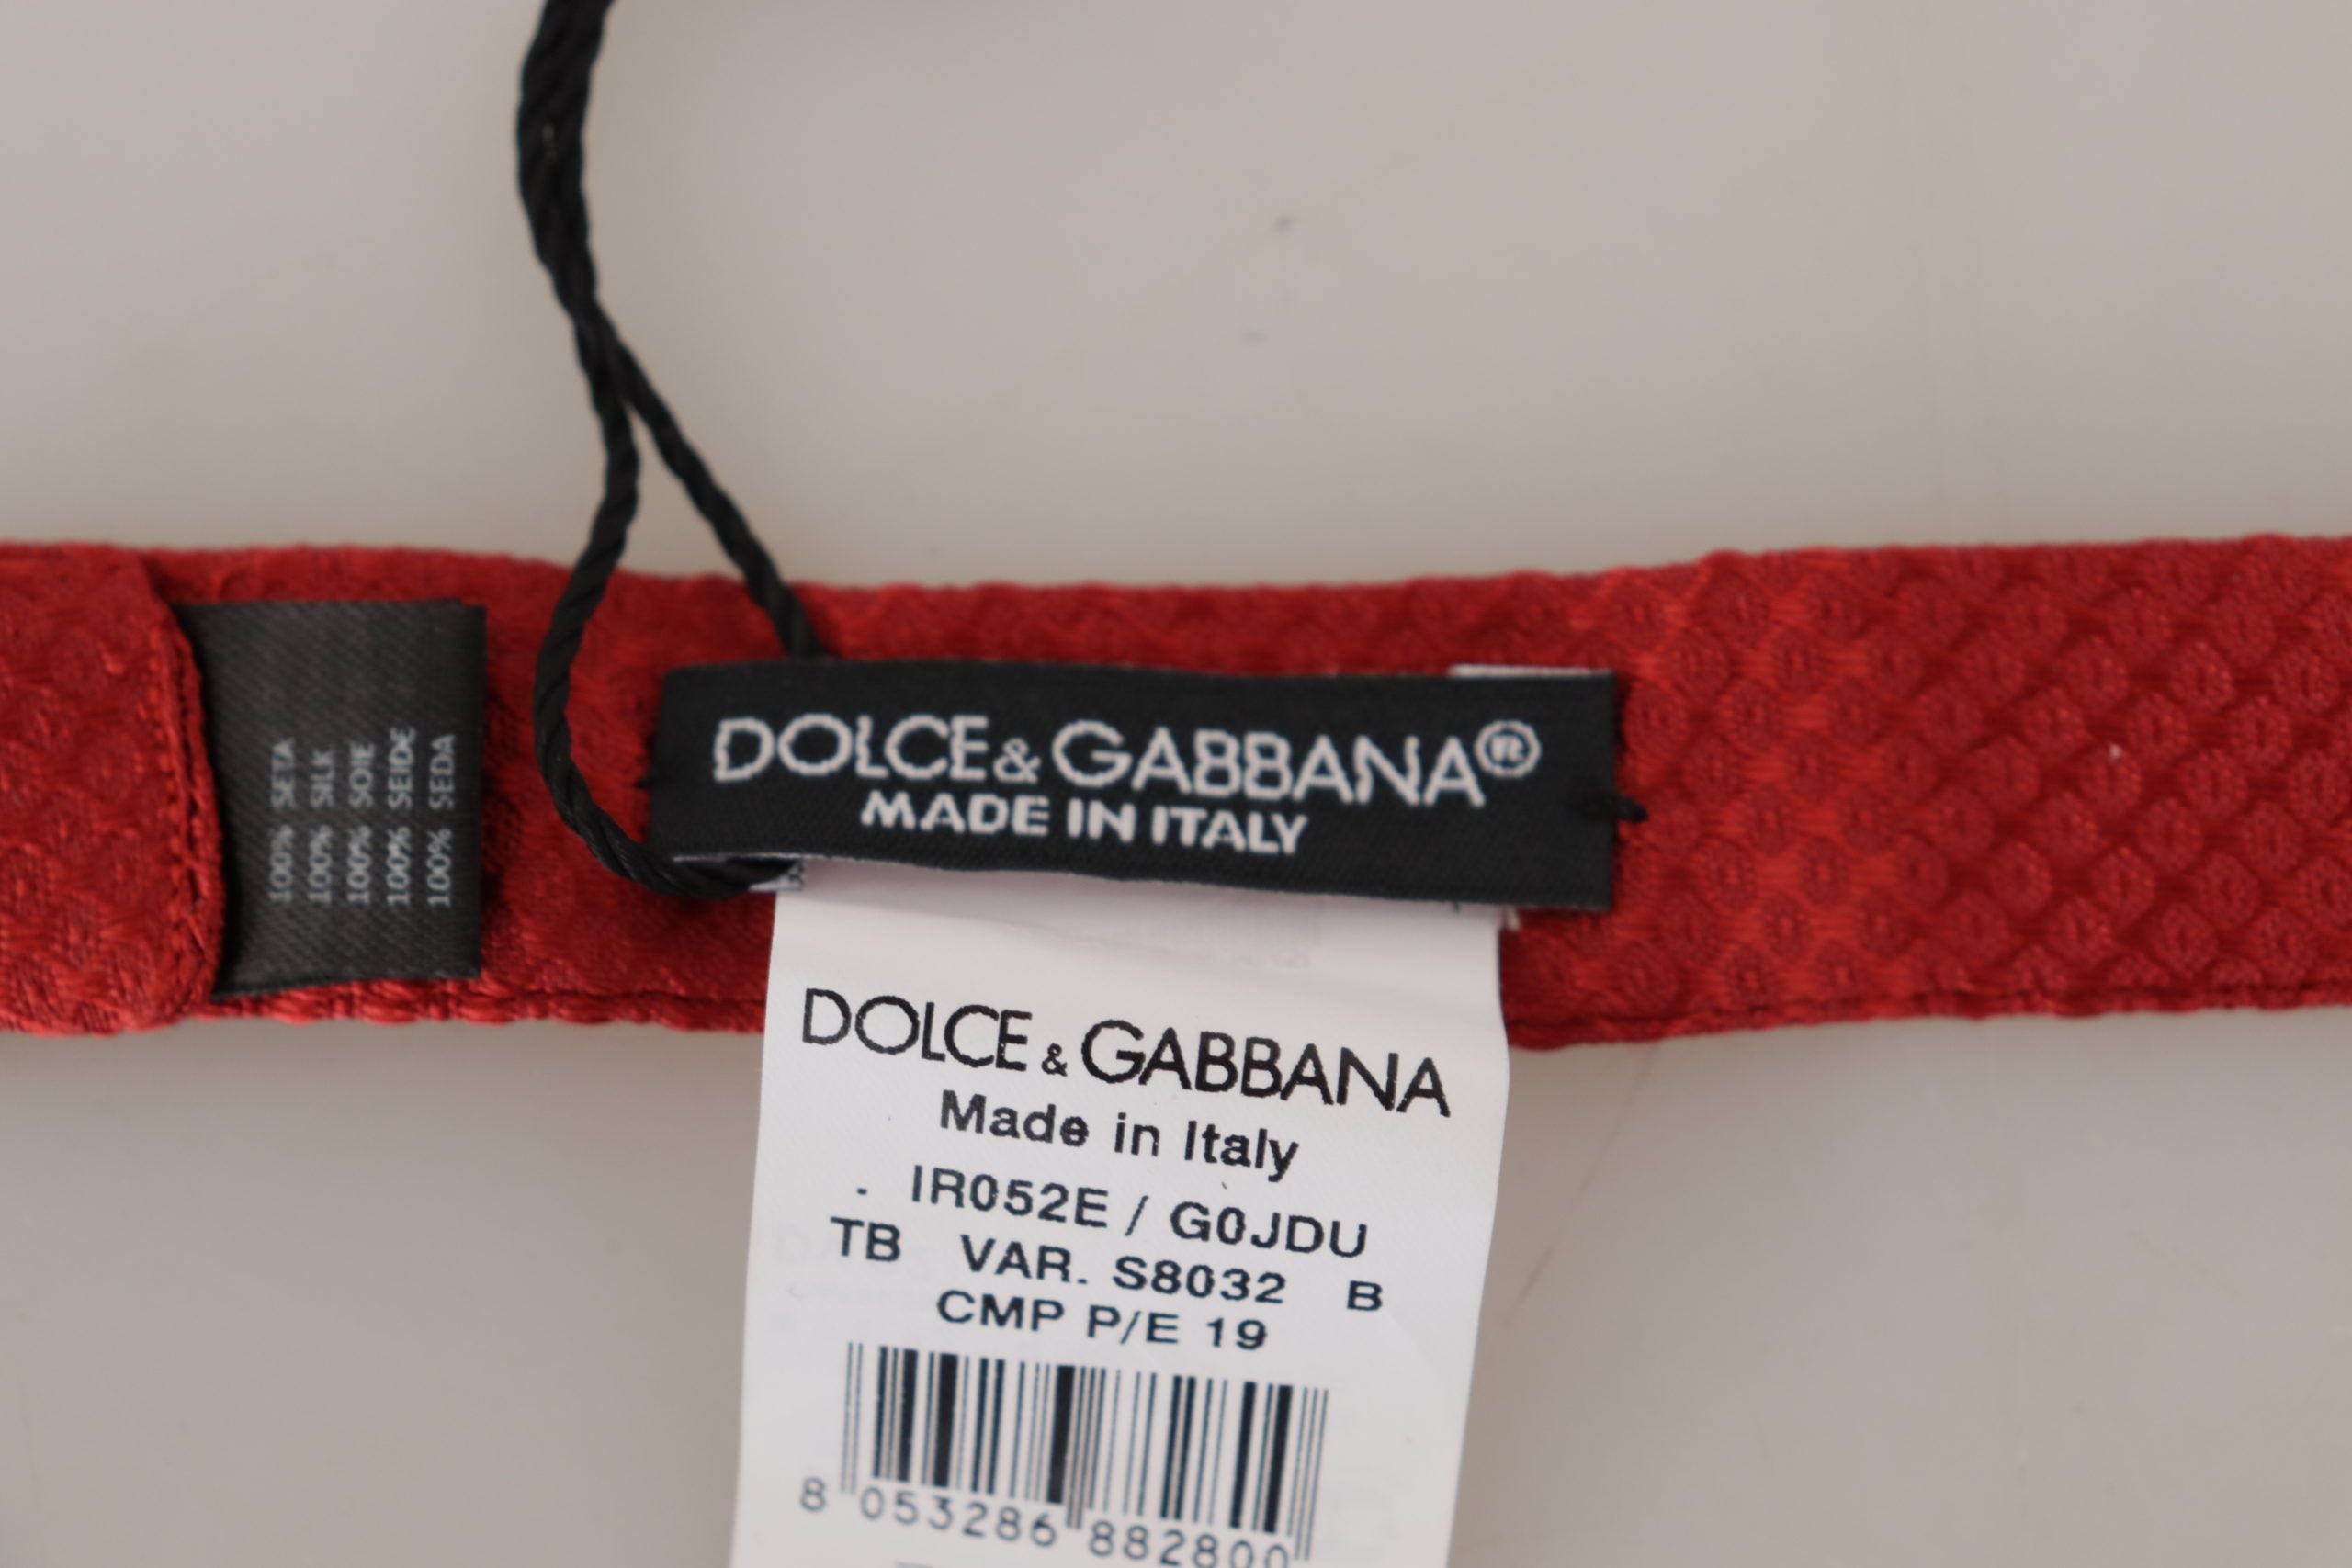 100% SETA
100% SILK
100% SOIE
100% SEIDE
100% SEDA
DOLCE & GABBANA®
MADE IN ITALY
DOLCE & GABBANA
Made in Italy
. IR052E / G0JDU
TB VAR. S8032 B
CMP P/E 19
8 053286 882800